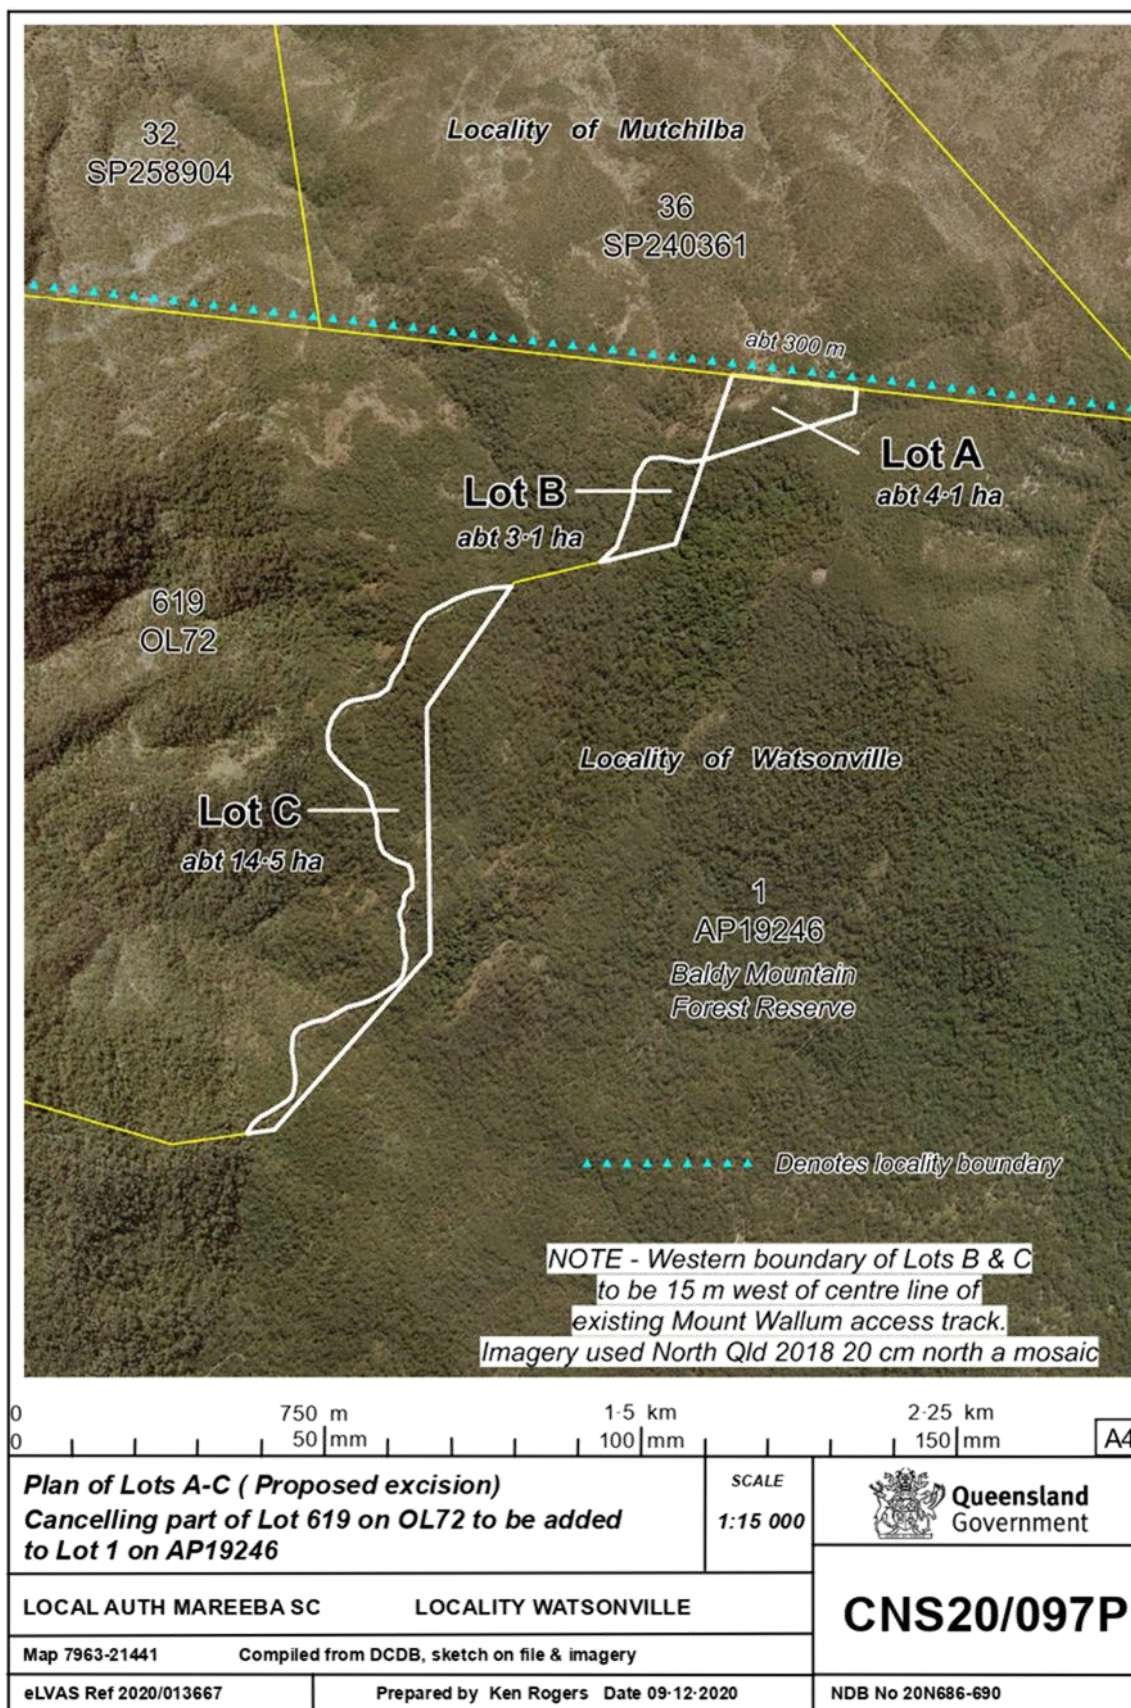 32
SP258904
Locality of Mutchilba
36
SP240361
abt 300 m
Lot A
abt 4·1 ha
Lot B
abt 3·1 ha
619
OL72
Locality of Watsonville
Lot C
abt 14·5 ha
1
AP19246
Baldy Mountain
Forest Reserve
Denotes locality boundary
NOTE - Western boundary of Lots B & C
to be 15 m west of centre line of
existing Mount Wallum access track.
Imagery used North Qld 2018 20 cm north a mosaic
0 750 m 1·5 km 2·25 km
0 50 mm 100 mm 150 mm A4
Plan of Lots A-C ( Proposed excision)
Cancelling part of Lot 619 on OL72 to be added
to Lot 1 on AP19246
SCALE
1:15 000
Queensland
Government
LOCAL AUTH MAREEBA SC LOCALITY WATSONVILLE
CNS20/097P
Map 7963-21441 Compiled from DCDB, sketch on file & imagery
eLVAS Ref 2020/013667 Prepared by Ken Rogers Date 09·12·2020 NDB No 20N686-690